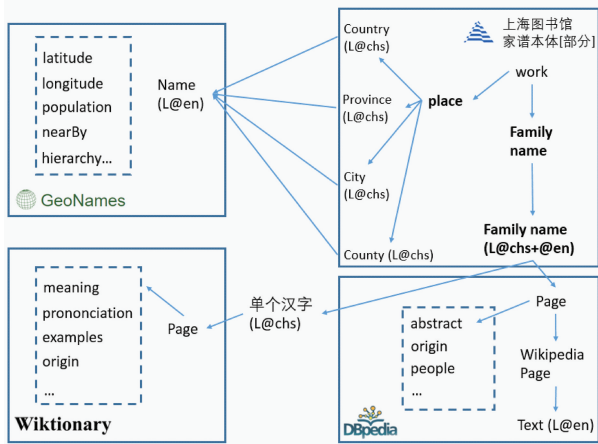 latitude
longitude
population
nearBy
hierarchy...
Name
(L@en)
GeoNames
Country
(L@chs)
Province
(L@chs)
City
(L@chs)
County (L@chs)
place
上海图书馆
家谱本体[部分]
work
Family
name
Family name
(L@chs+@en)
meaning
prononciation
examples
origin
...
Page
Wiktionary
单个汉字
(L@chs)
abstract
origin
people
...
Page
Wikipedia
Page
Text (L@en)
DBpedia